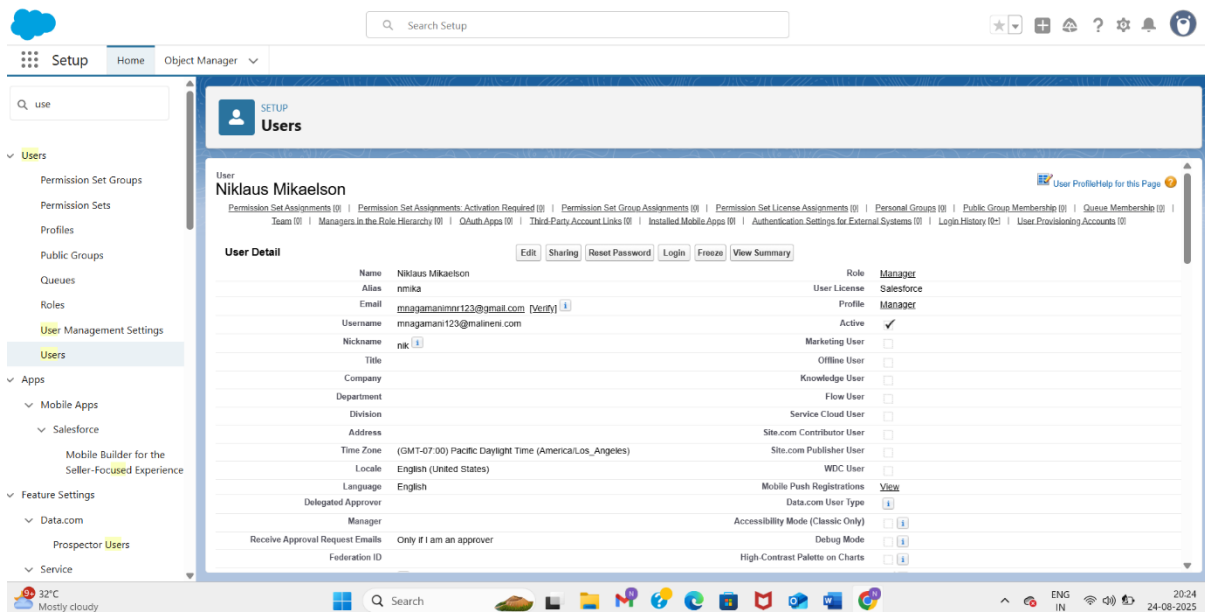 Search Setup
Setup Home Object Manager
use
Users
Permission Set Groups
Permission Sets
Profiles
Public Groups
Queues
Roles
User Management Settings
Users
Apps
Mobile Apps
Salesforce
Mobile Builder for the
Seller-Focused Experience
Feature Settings
Data.com
Prospector Users
Service
SETUP
Users
User
Niklaus Mikaelson
User Profile Help for this Page
Permission Set Assignments [0] | Permission Set Assignments: Activation Required [0] | Permission Set Group Assignments [0] | Permission Set License Assignments [0] | Personal Groups [0] | Public Group Membership [0] | Queue Membership [0] |
Team [0] | Managers in the Role Hierarchy [0] | OAuth Apps [0] | Third-Party Account Links [0] | Installed Mobile Apps [0] | Authentication Settings for External Systems [0] | Login History [0+] | User Provisioning Accounts [0]
User Detail Edit Sharing Reset Password Login Freeze View Summary
Name Niklaus Mikaelson Role Manager
Alias nmika User License Salesforce
Email mnagamanimnr123@gmail.com [Verify] i Profile Manager
Username mnagamani123@malineni.com Active ✓
Nickname nik i Marketing User
Title Offline User
Company Knowledge User
Department Flow User
Division Service Cloud User
Address Site.com Contributor User
Time Zone (GMT-07:00) Pacific Daylight Time (America/Los_Angeles) Site.com Publisher User
Locale English (United States) WDC User
Language English Mobile Push Registrations View
Delegated Approver Data.com User Type i
Manager Accessibility Mode (Classic Only) i
Receive Approval Request Emails Only if I am an approver Debug Mode i
Federation ID High-Contrast Palette on Charts i
9+ 32°C
Mostly cloudy
Search
ENG
IN
20:24
24-08-2025